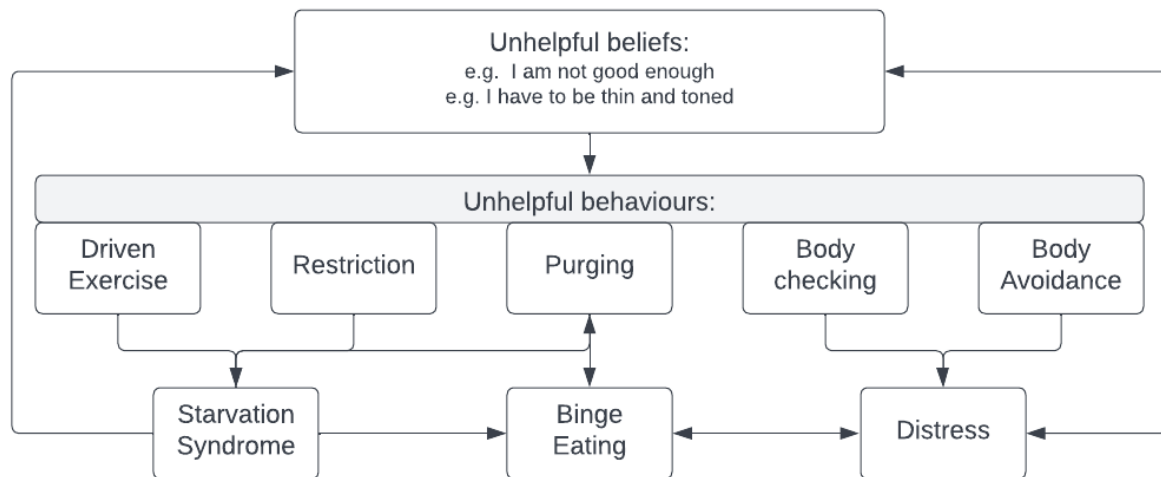 Unhelpful beliefs:
e.g. I am not good enough
e.g. I have to be thin and toned
Unhelpful behaviours:
Driven
Exercise
Restriction
Purging
Body
checking
Body
Avoidance
Starvation
Syndrome
Binge
Eating
Distress